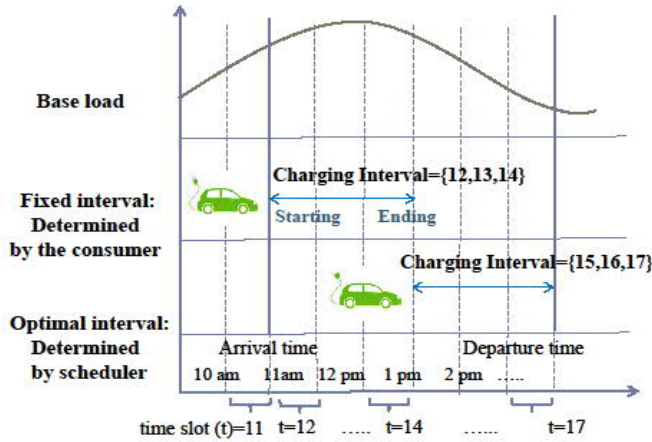 Base load
Charging Interval={12,13,14}
Fixed interval:
Determined
by the consumer
Starting Ending
Charging Interval={15,16,17}
Optimal interval:
Determined
by scheduler
Arrival time Departure time
10 am 11am 12 pm 1 pm 2 pm .....
time slot (t)=11 t=12 ..... t=14 ...... t=17